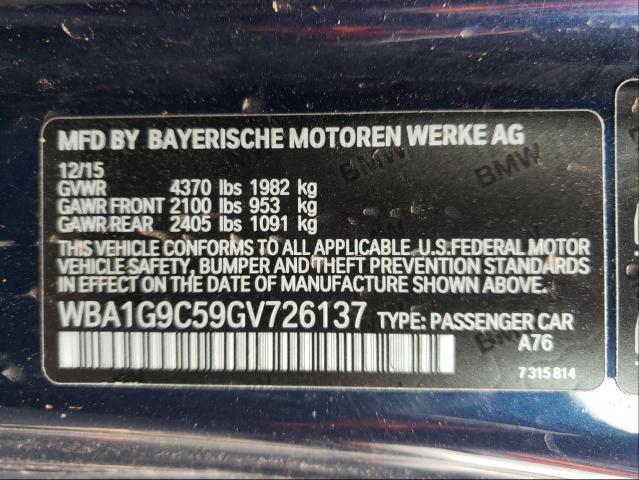 MFD BY BAYERISCHE MOTOREN WERKE AG
12/15
GVWR 4370 lbs 1982 kg
GAWR FRONT 2100 lbs 953 kg
GAWR REAR 2405 lbs 1091 kg
THIS VEHICLE CONFORMS TO ALL APPLICABLE U.S.FEDERAL MOTOR
VEHICLE SAFETY, BUMPER AND THEFT PREVENTION STANDARDS
IN EFFECT ON THE DATE OF MANUFACTURE SHOWN ABOVE.
WBA1G9C59GV726137 TYPE: PASSENGER CAR
A76
7 315 814
BMW
BMW